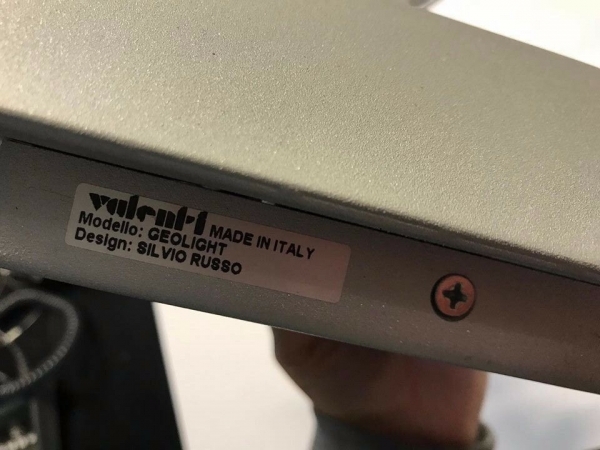 valenti MADE IN ITALY
Modello: GEOLIGHT
Design: SILVIO RUSSO